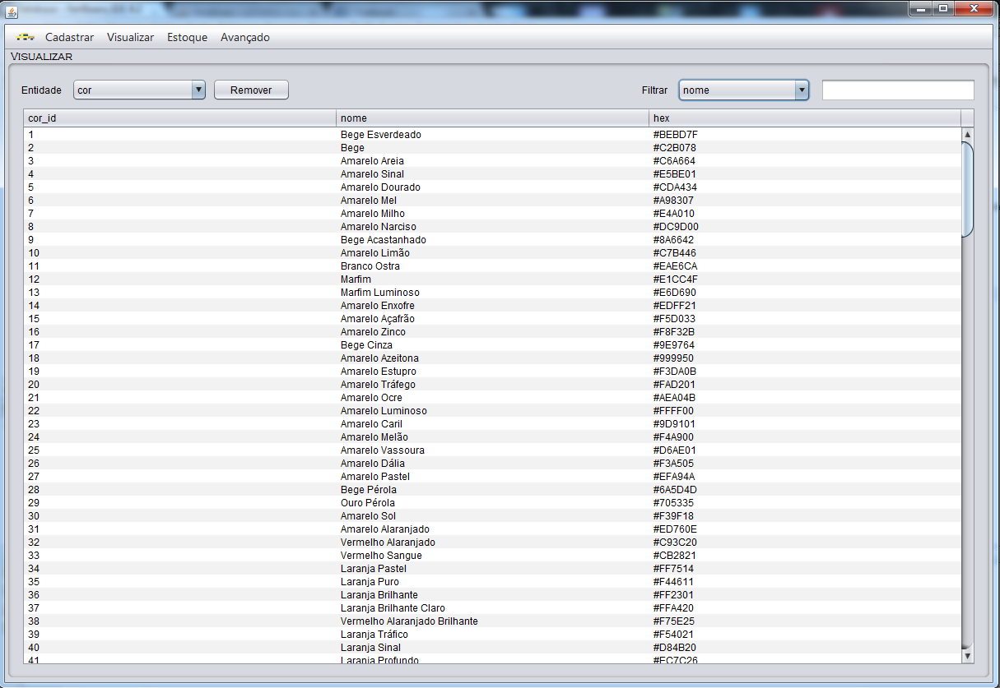 Cadastrar Visualizar Estoque Avançado
VISUALIZAR
Entidade cor Remover Filtrar nome
cor_id nome hex
1 Bege Esverdeado #BEBD7F
2 Bege #C2B078
3 Amarelo Areia #C6A664
4 Amarelo Sinal #E5BE01
5 Amarelo Dourado #CDA434
6 Amarelo Mel #A98307
7 Amarelo Milho #E4A010
8 Amarelo Narciso #DC9D00
9 Bege Acastanhado #8A6642
10 Amarelo Limão #C7B446
11 Branco Ostra #EAE6CA
12 Marfim #E1CC4F
13 Marfim Luminoso #E6D690
14 Amarelo Enxofre #EDFF21
15 Amarelo Açafrão #F5D033
16 Amarelo Zinco #F8F32B
17 Bege Cinza #9E9764
18 Amarelo Azeitona #999950
19 Amarelo Estupro #F3DA0B
20 Amarelo Tráfego #FAD201
21 Amarelo Ocre #AEA04B
22 Amarelo Luminoso #FFFF00
23 Amarelo Caril #9D9101
24 Amarelo Melão #F4A900
25 Amarelo Vassoura #D6AE01
26 Amarelo Dália #F3A505
27 Amarelo Pastel #EFA94A
28 Bege Pérola #6A5D4D
29 Ouro Pérola #705335
30 Amarelo Sol #F39F18
31 Amarelo Alaranjado #ED760E
32 Vermelho Alaranjado #C93C20
33 Vermelho Sangue #CB2821
34 Laranja Pastel #FF7514
35 Laranja Puro #F44611
36 Laranja Brilhante #FF2301
37 Laranja Brilhante Claro #FFA420
38 Vermelho Alaranjado Brilhante #F75E25
39 Laranja Tráfico #F54021
40 Laranja Sinal #D84B20
41 Laranja Profundo #EC7C26